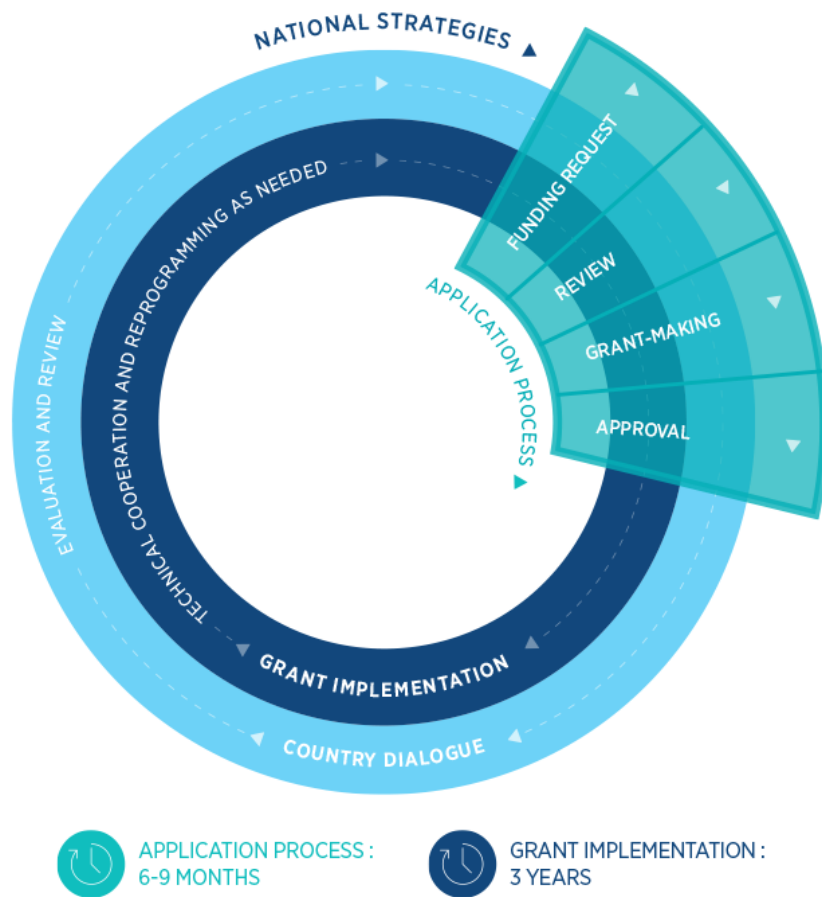 NATIONAL STRATEGIES
FUNDING REQUEST
REVIEW
GRANT-MAKING
APPROVAL
APPLICATION PROCESS
TECHNICAL COOPERATION AND REPROGRAMMING AS NEEDED
EVALUATION AND REVIEW
GRANT IMPLEMENTATION
COUNTRY DIALOGUE
APPLICATION PROCESS :
6-9 MONTHS
GRANT IMPLEMENTATION :
3 YEARS